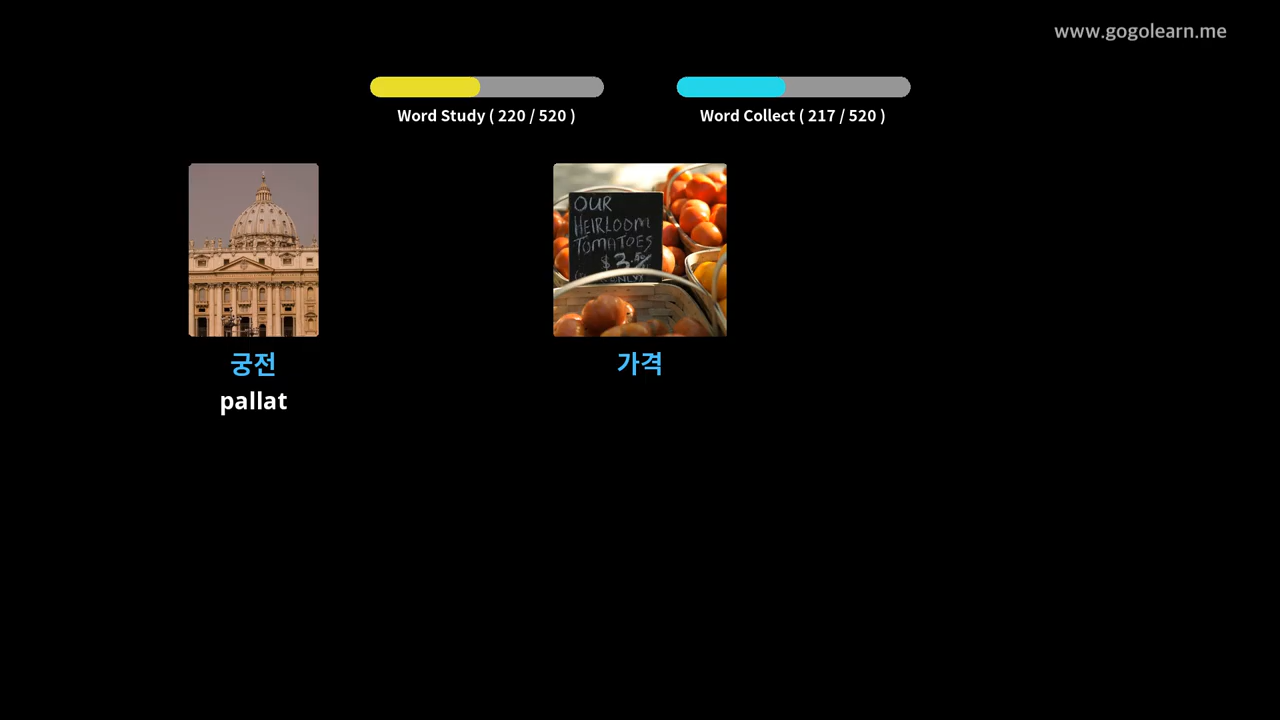 www.gogolearn.me
Word Study ( 220 / 520 )
Word Collect ( 217 / 520 )
OUR
HEIRLOOM
TOMATOES
궁전
가격
pallat